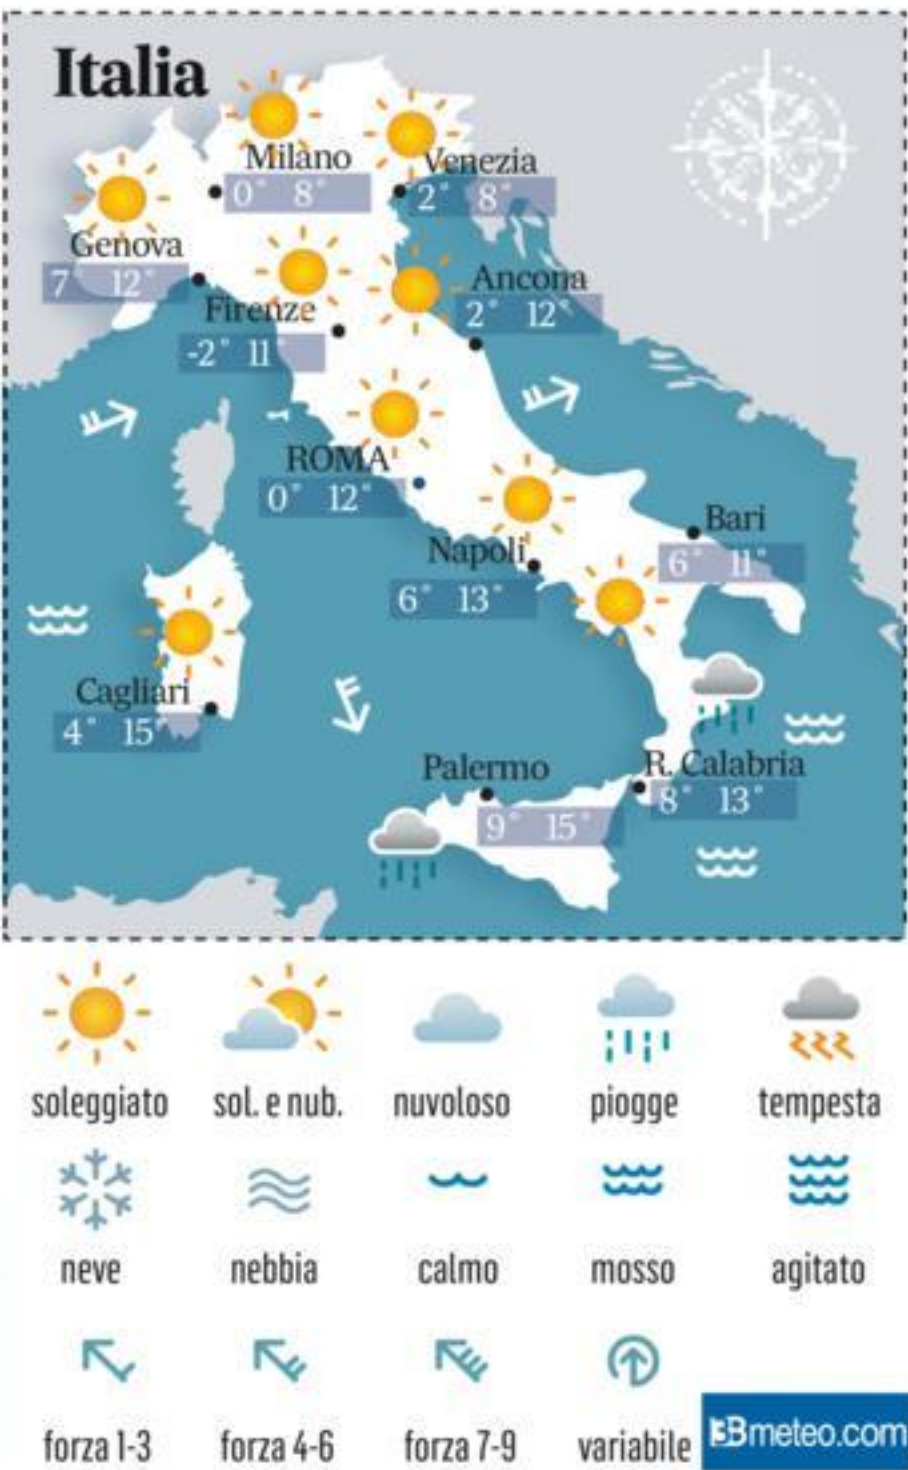 Italia
Milano
0° 8°
Venezia
2° 8°
Genova
7° 12°
Firenze
-2° 11°
Ancona
2° 12°
ROMA
0° 12°
Napoli
6° 13°
Bari
6° 11°
Cagliari
4° 15°
Palermo
9° 15°
R. Calabria
8° 13°
soleggiato sol. e nub. nuvoloso piogge tempesta
neve nebbia calmo mosso agitato
forza 1-3 forza 4-6 forza 7-9 variabile
3Bmeteo.com